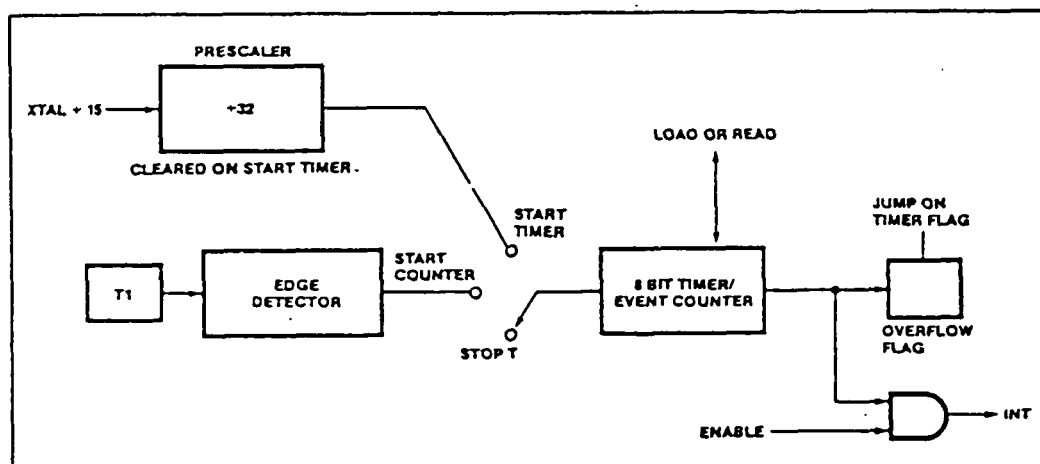 PRESCALER
XTAL ÷ 15
÷32
CLEARED ON START TIMER.
LOAD OR READ
JUMP ON
TIMER FLAG
START
TIMER
START
COUNTER
T1
EDGE
DETECTOR
8 BIT TIMER/
EVENT COUNTER
OVERFLOW
FLAG
STOP T
ENABLE
INT